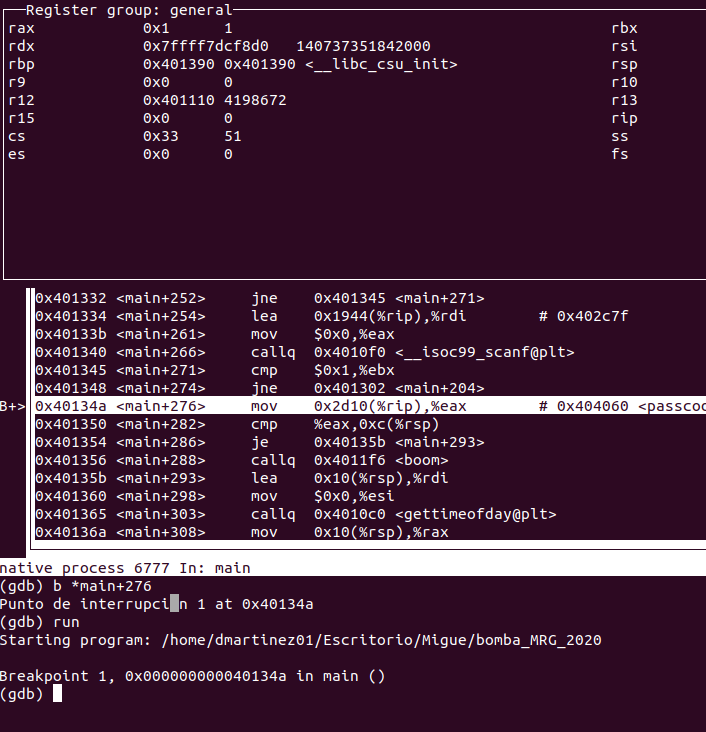 Register group: general
rax 0x1 1 rbx
rdx 0x7ffff7dcf8d0 140737351842000 rsi
rbp 0x401390 0x401390 <__libc_csu_init> rsp
r9 0x0 0 r10
r12 0x401110 4198672 r13
r15 0x0 0 rip
cs 0x33 51 ss
es 0x0 0 fs
0x401332 <main+252> jne 0x401345 <main+271>
0x401334 <main+254> lea 0x1944(%rip),%rdi # 0x402c7f
0x40133b <main+261> mov $0x0,%eax
0x401340 <main+266> callq 0x4010f0 <__isoc99_scanf@plt>
0x401345 <main+271> cmp $0x1,%ebx
0x401348 <main+274> jne 0x401302 <main+204>
B+> 0x40134a <main+276> mov 0x2d10(%rip),%eax # 0x404060 <passcod
0x401350 <main+282> cmp %eax,0xc(%rsp)
0x401354 <main+286> je 0x40135b <main+293>
0x401356 <main+288> callq 0x4011f6 <boom>
0x40135b <main+293> lea 0x10(%rsp),%rdi
0x401360 <main+298> mov $0x0,%esi
0x401365 <main+303> callq 0x4010c0 <gettimeofday@plt>
0x40136a <main+308> mov 0x10(%rsp),%rax
native process 6777 In: main
(gdb) b *main+276
Punto de interrupción 1 at 0x40134a
(gdb) run
Starting program: /home/dmartinez01/Escritorio/Migue/bomba_MRG_2020
Breakpoint 1, 0x000000000040134a in main ()
(gdb)